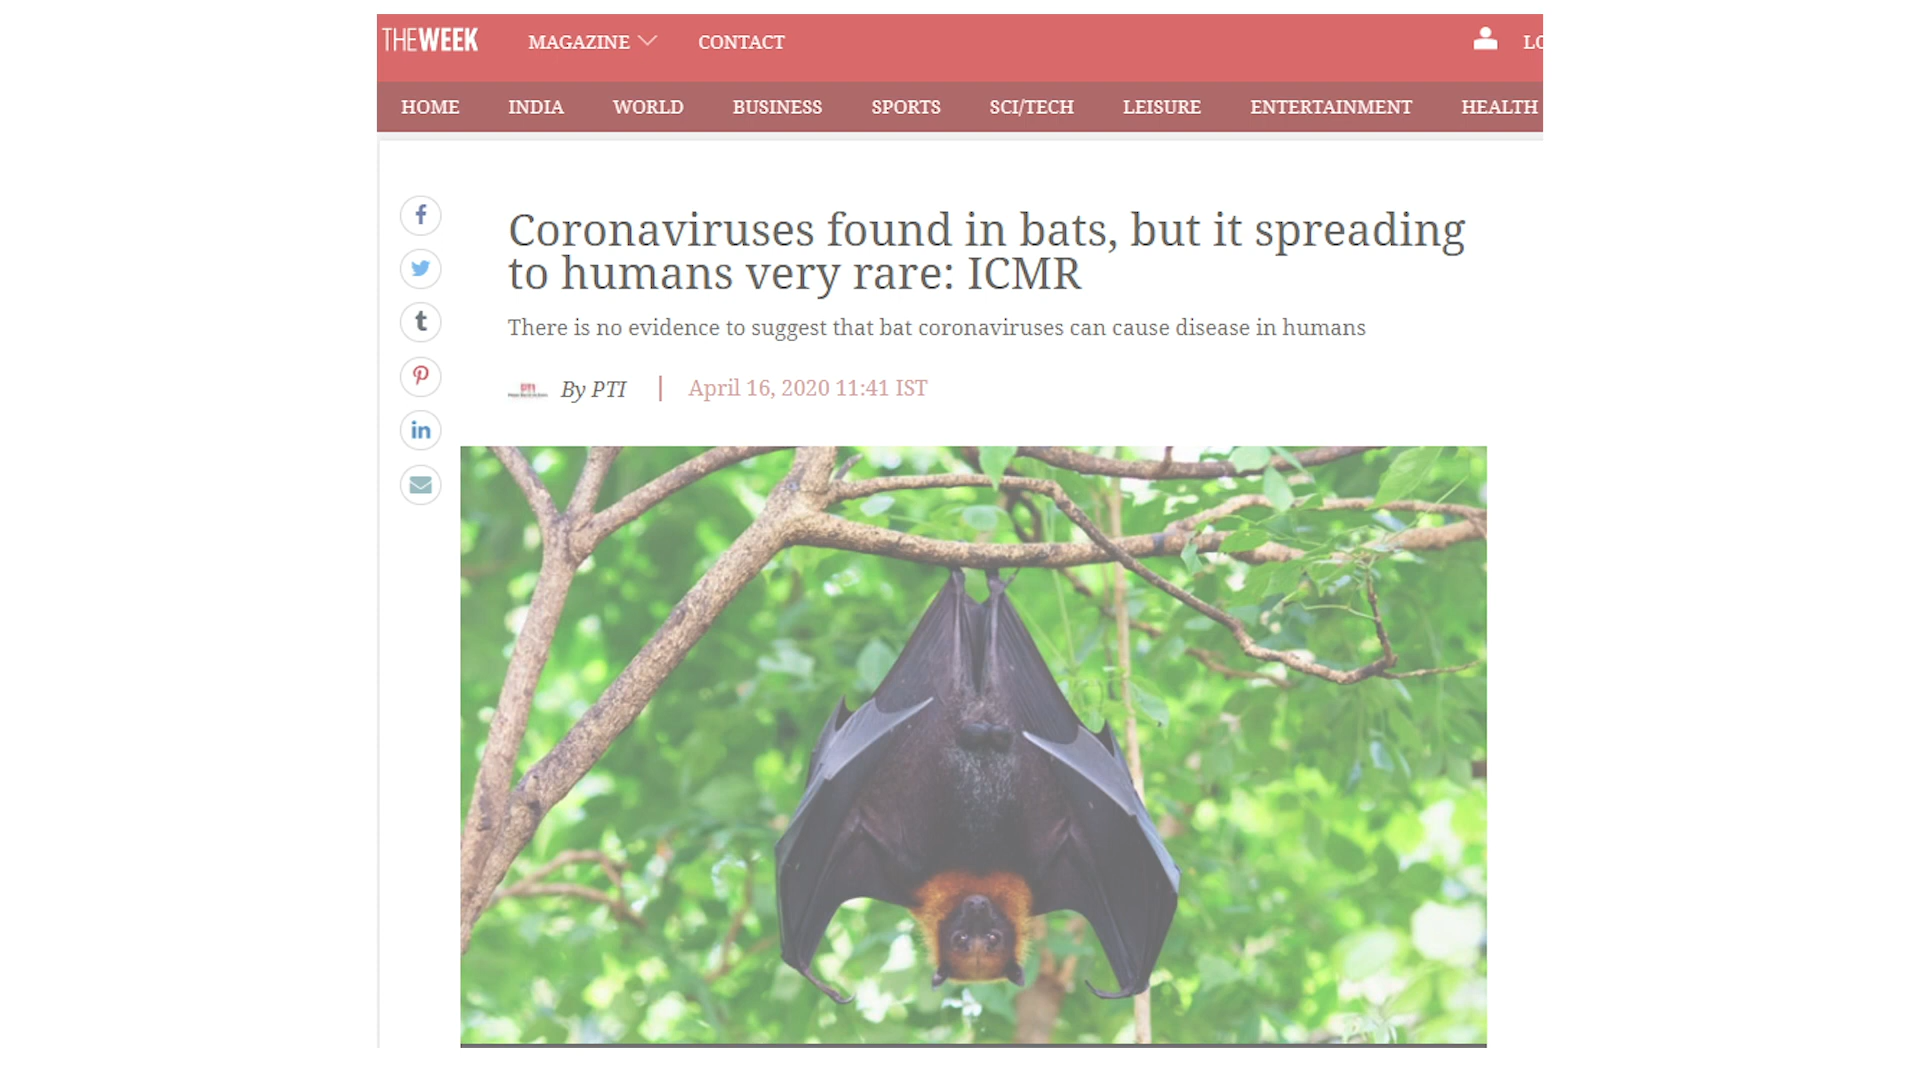 THEWEEK MAGAZINE CONTACT
HOME INDIA WORLD BUSINESS SPORTS SCI/TECH LEISURE ENTERTAINMENT HEALTH
Coronaviruses found in bats, but it spreading
to humans very rare: ICMR
There is no evidence to suggest that bat coronaviruses can cause disease in humans
By PTI | April 16, 2020 11:41 IST